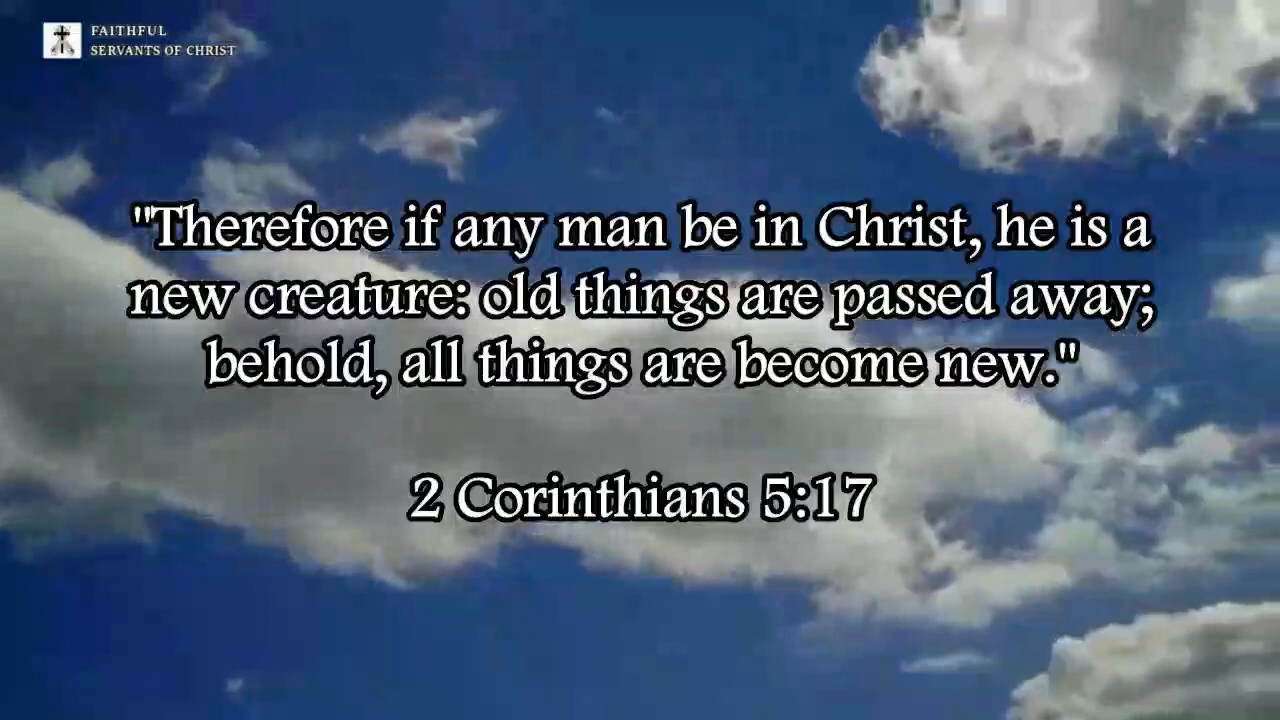 FAITHFUL
SERVANTS OF CHRIST
"Therefore if any man be in Christ, he is a
new creature: old things are passed away;
behold, all things are become new."
2 Corinthians 5:17